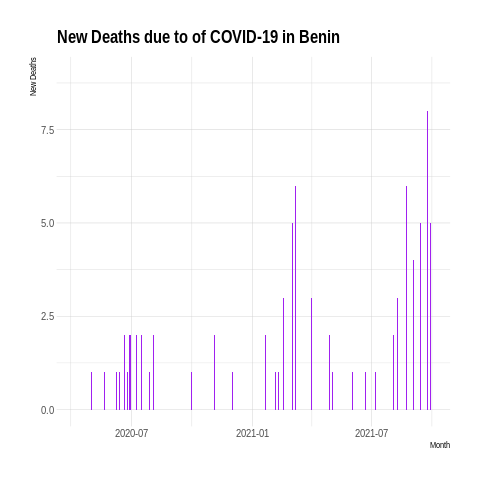 New Deaths due to of COVID-19 in Benin
New Deaths
7.5
5.0
2.5
0.0
2020-07 2021-01 2021-07
Month